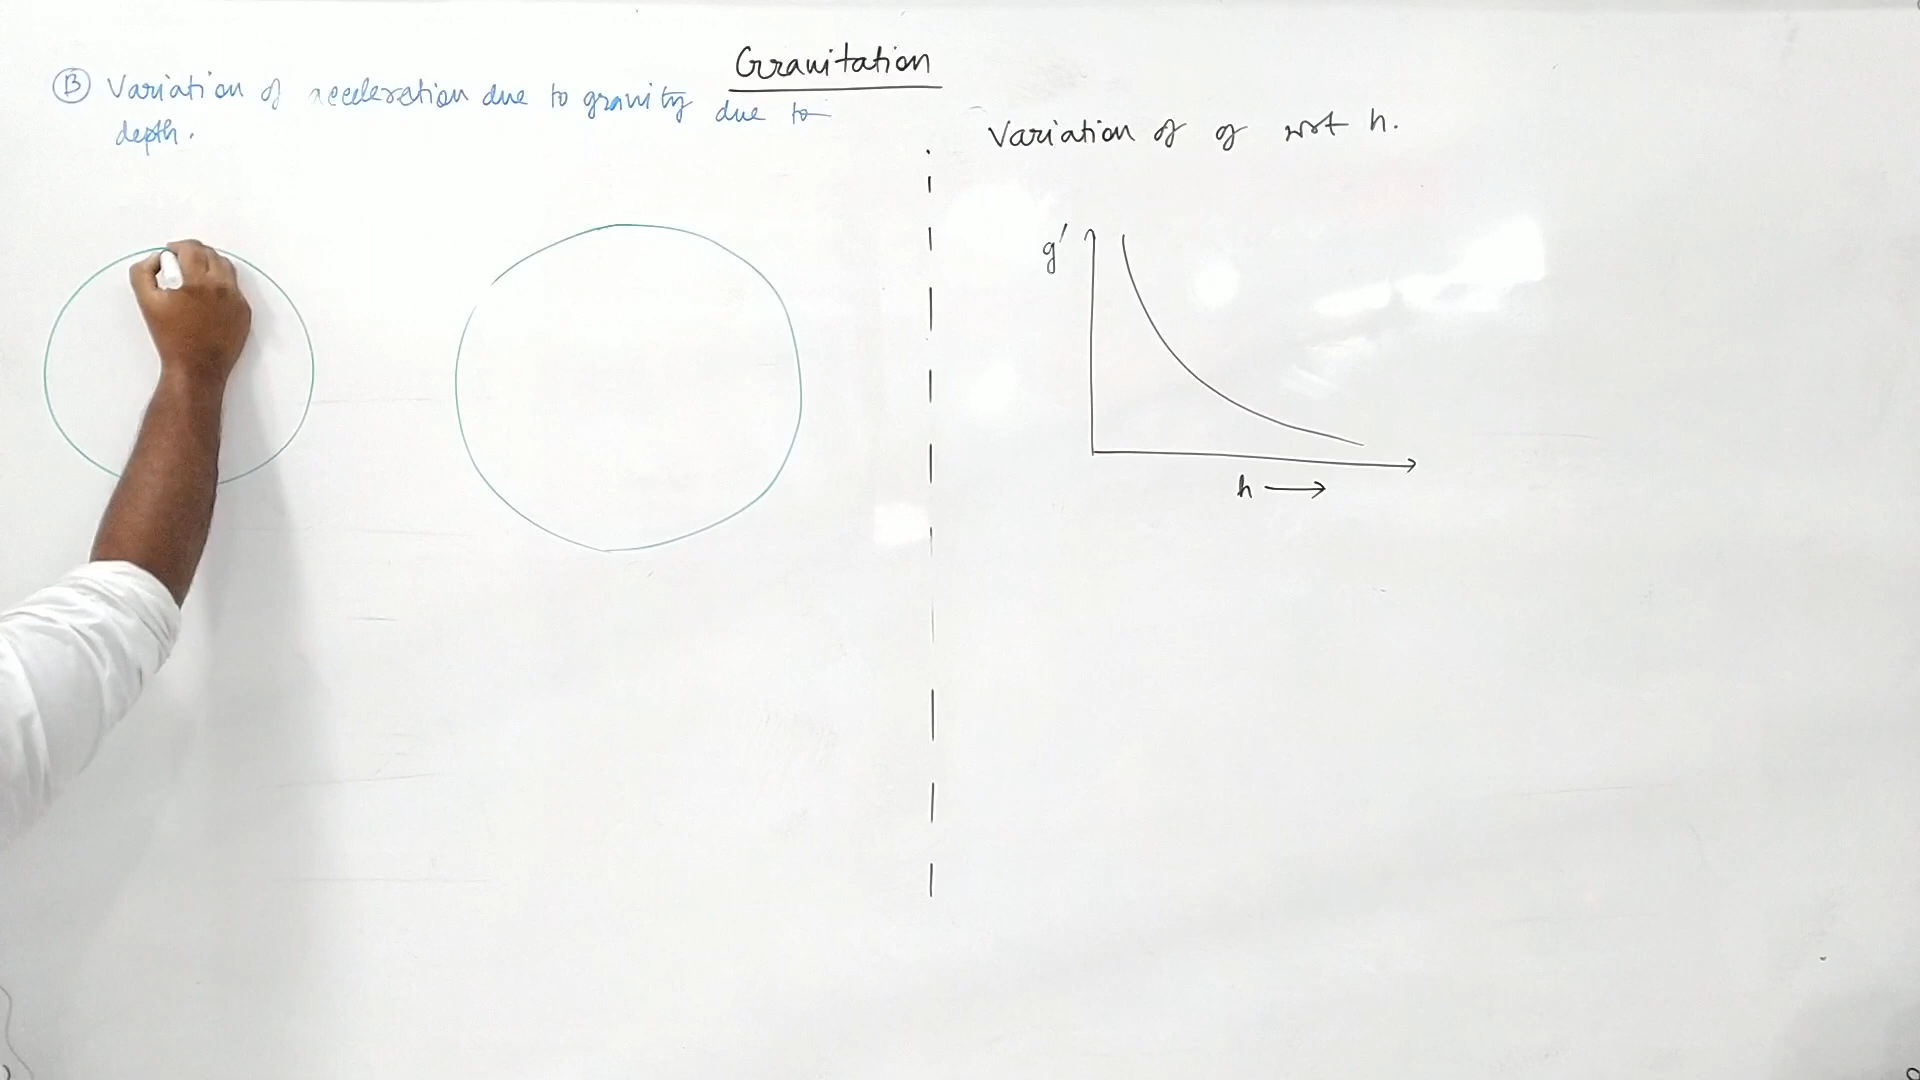 Gravitation
Ⓑ Variation of acceleration due to gravity due to
depth.
Variation of g wrt h.
g'
h →